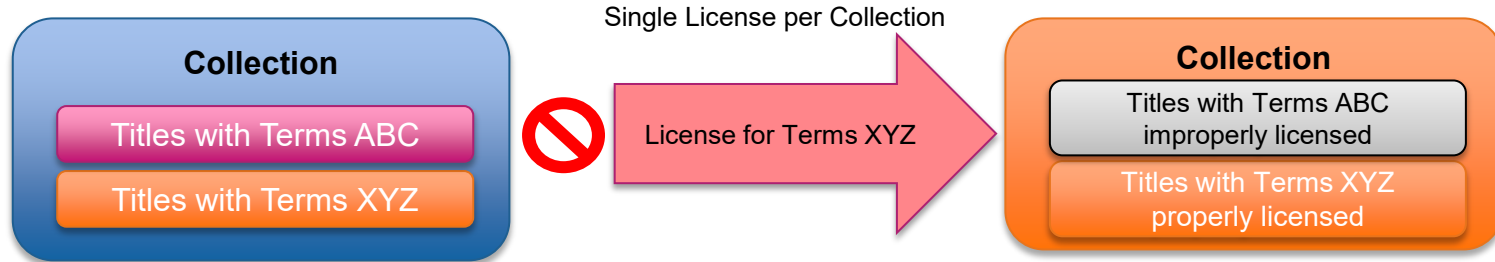 Single License per Collection
Collection
Titles with Terms ABC
Titles with Terms XYZ
License for Terms XYZ
Collection
Titles with Terms ABC
improperly licensed
Titles with Terms XYZ
properly licensed